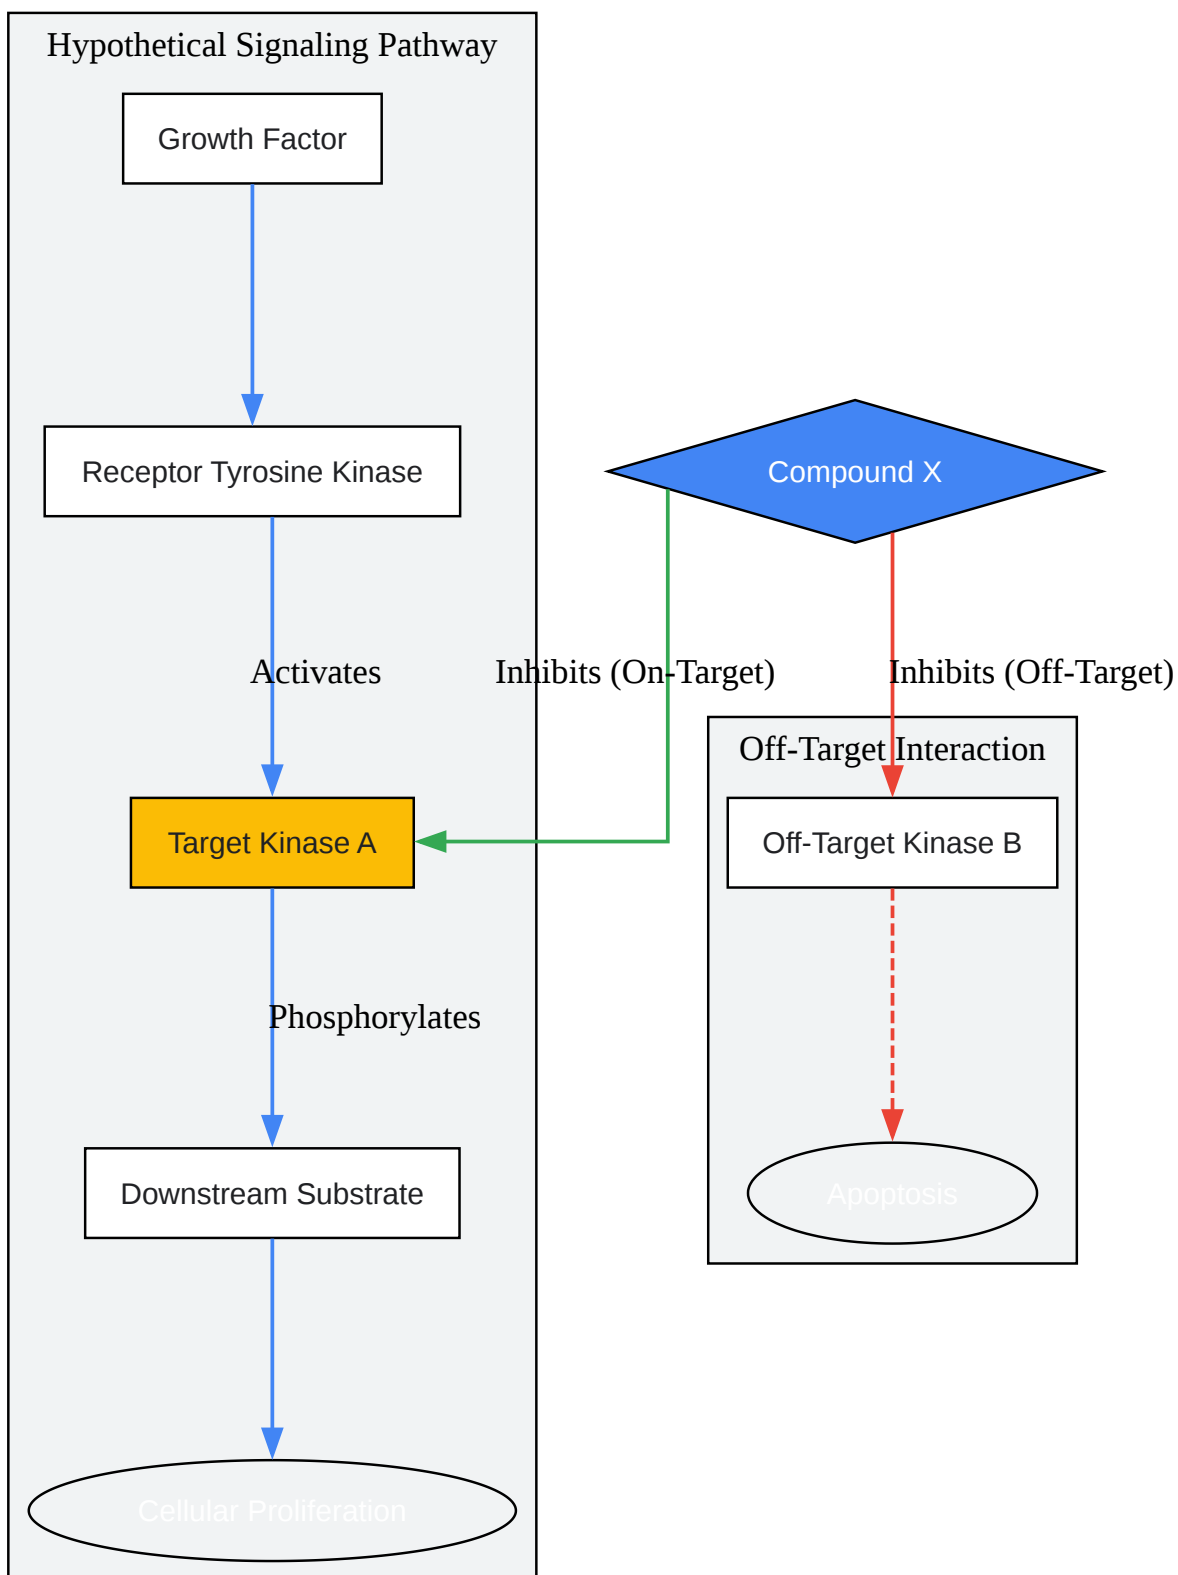 Hypothetical Signaling Pathway
Growth Factor
Receptor Tyrosine Kinase
Compound X
Activates
Inhibits (On-Target)
Inhibits (Off-Target)
Off-Target Interaction
Target Kinase A
Off-Target Kinase B
Phosphorylates
Downstream Substrate
Apoptosis
Cellular Proliferation